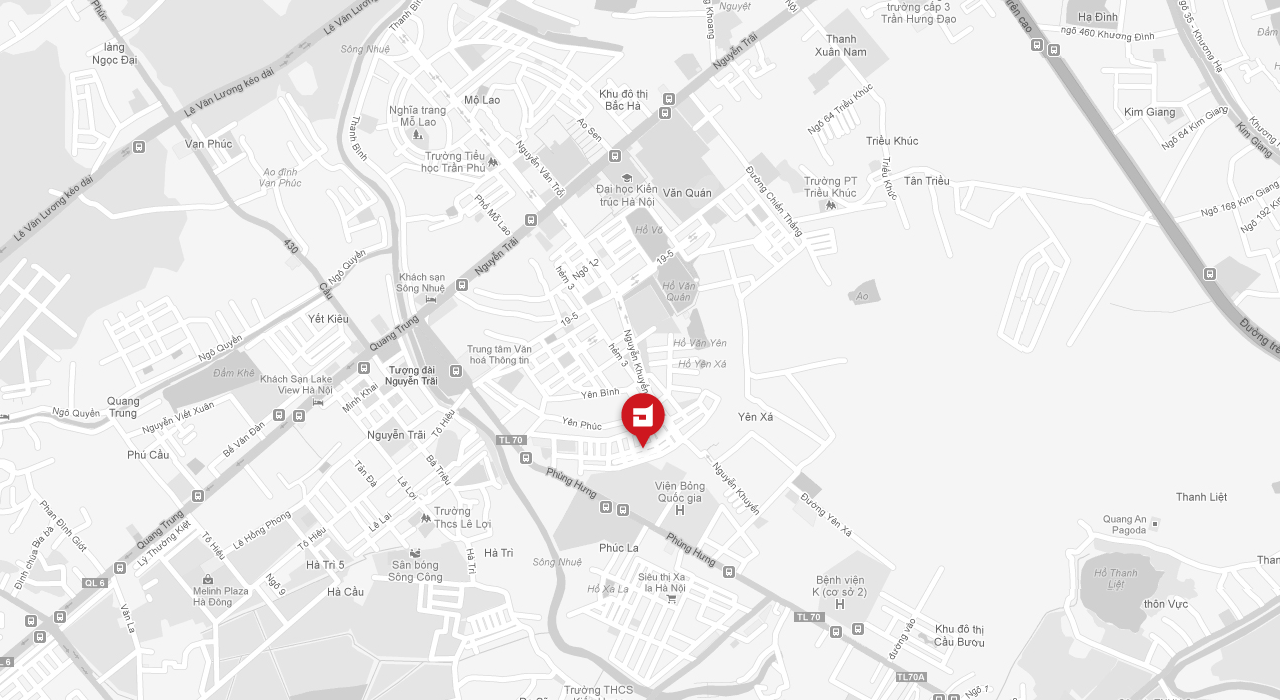 Phúc
Lê Văn Lương kéo dài
Thanh Bình
Sông Nhuệ
làng
Ngọc Đại
Khoang
Nguyệt
Nội
Nguyễn Trãi
Thanh
Xuân Nam
trường cấp 3
Trần Hưng Đạo
trên cao
Hạ Đình
ngõ 460 Khương Đình
Ngõ 35 - Khương Hạ
Lê Văn Lương kéo dài
Mỗ Lao
Khu đô thị
Bắc Hà
Nghĩa trang
Mỗ Lao
Ao Sen
Ngõ 64 Triều Khúc
Triều Khúc
Kim Giang
Ngõ 64 Kim Giang
Kim Giang
Vạn Phúc
Thanh Bình
Trường Tiểu
học Trần Phú
Nguyễn Văn Trỗi
Ao đình
Vạn Phúc
Đại học Kiến
trúc Hà Nội
Văn Quán
Đường Chiến Thắng
Trường PT
Triều Khúc
Triều Khúc
Tân Triều
Ngõ 168 Kim Giang
Lê Văn Lương kéo dài
Phố Mỗ Lao
430
Hồ Võ
19-5
Nguyễn Trãi
Ngõ 12
hẻm 3
Ngô Quyền
Cầu
Khách sạn
Sông Nhuệ
Hồ Văn
Quán
Ao
Yết Kiêu
Quang Trung
19-5
Đường trên
Ngô Quyền
Trung tâm Văn
hoá Thông tin
hẻm 3
Nguyễn Khuyến
Hồ Văn Yên
Hồ Yên Xá
Đầm Khê
Khách Sạn Lake
View Hà Nội
Tượng đài
Nguyễn Trãi
Minh Khai
Yên Bình
Quang
Trung
Ngô Quyền
Nguyễn Viết Xuân
Bế Văn Đàn
Tô Hiệu
Yên Phúc
Yên Xá
Nguyễn Trãi
TL 70
Phú Cầu
Bà Triệu
Tản Đà
Lê Lợi
Phùng Hưng
Nguyễn Khuyến
Viện Bỏng
Quốc gia
Đường Yên Xá
Thanh Liệt
Phan Đình Giót
Quang Trung
Lý Thường Kiệt
Tô Hiệu
Lê Hồng Phong
Tô Hiệu
Lê Lai
Trường
Thcs Lê Lợi
Quang An
Pagoda
Đình chùa Ba bà
Hà Trì 5
Hà Trì
Hà Trì
Sông Nhuệ
Phúc La
Phùng Hưng
Sân bóng
Sông Công
QL 6
Melinh Plaza
Hà Đông
Ngõ 9
Hà Cầu
Hồ Xa La
Siêu thị Xa
la Hà Nội
Bệnh viện
K (cơ sở 2)
Hồ Thanh
Liệt
thôn Vực
Văn La
TL 70
đường vào
Khu đô thị
Cầu Bươu
TL70A
Trường THCS